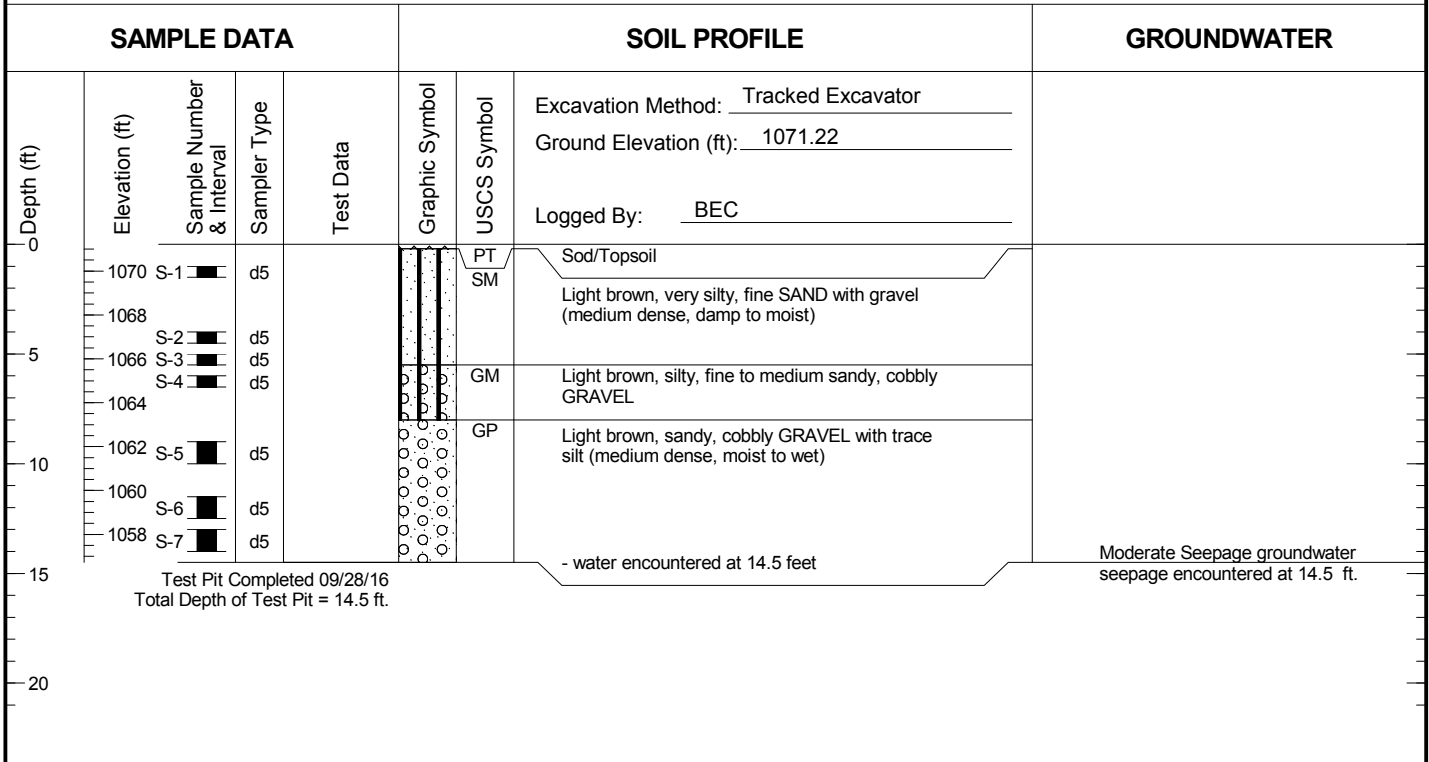 SAMPLE DATA
SOIL PROFILE
GROUNDWATER
Depth (ft)
Elevation (ft)
Sample Number
& Interval
Sampler Type
Test Data
Graphic Symbol
USCS Symbol
Excavation Method: Tracked Excavator
Ground Elevation (ft): 1071.22
Logged By: BEC
0
PT Sod/Topsoil
1070 S-1 d5
SM
Light brown, very silty, fine SAND with gravel
(medium dense, damp to moist)
1068
S-2 d5
5
1066 S-3 d5
S-4 d5
GM Light brown, silty, fine to medium sandy, cobbly
GRAVEL
1064
GP Light brown, sandy, cobbly GRAVEL with trace
silt (medium dense, moist to wet)
1062 S-5 d5
10
1060
S-6 d5
1058 S-7 d5
- water encountered at 14.5 feet
Moderate Seepage groundwater
seepage encountered at 14.5 ft.
15
Test Pit Completed 09/28/16
Total Depth of Test Pit = 14.5 ft.
20